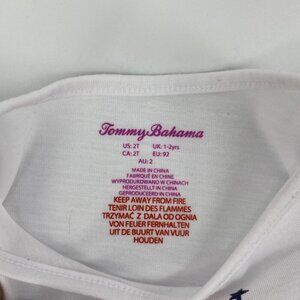 Tommy Bahama
US: 2T UK: 1-2yrs.
CA: 2T EU: 92
AU: 2
MADE IN CHINA
FABRIQUÉ EN CHINE
WYPRODUKOWANO W CHINACH
HERGESTELLT IN CHINA
GEPRODUCEERD IN CHINA
KEEP AWAY FROM FIRE
TENIR LOIN DES FLAMMES
TRZYMAĆ Z DALA OD OGNIA
VON FEUER FERNHALTEN
UIT DE BUURT VAN VUUR
HOUDEN